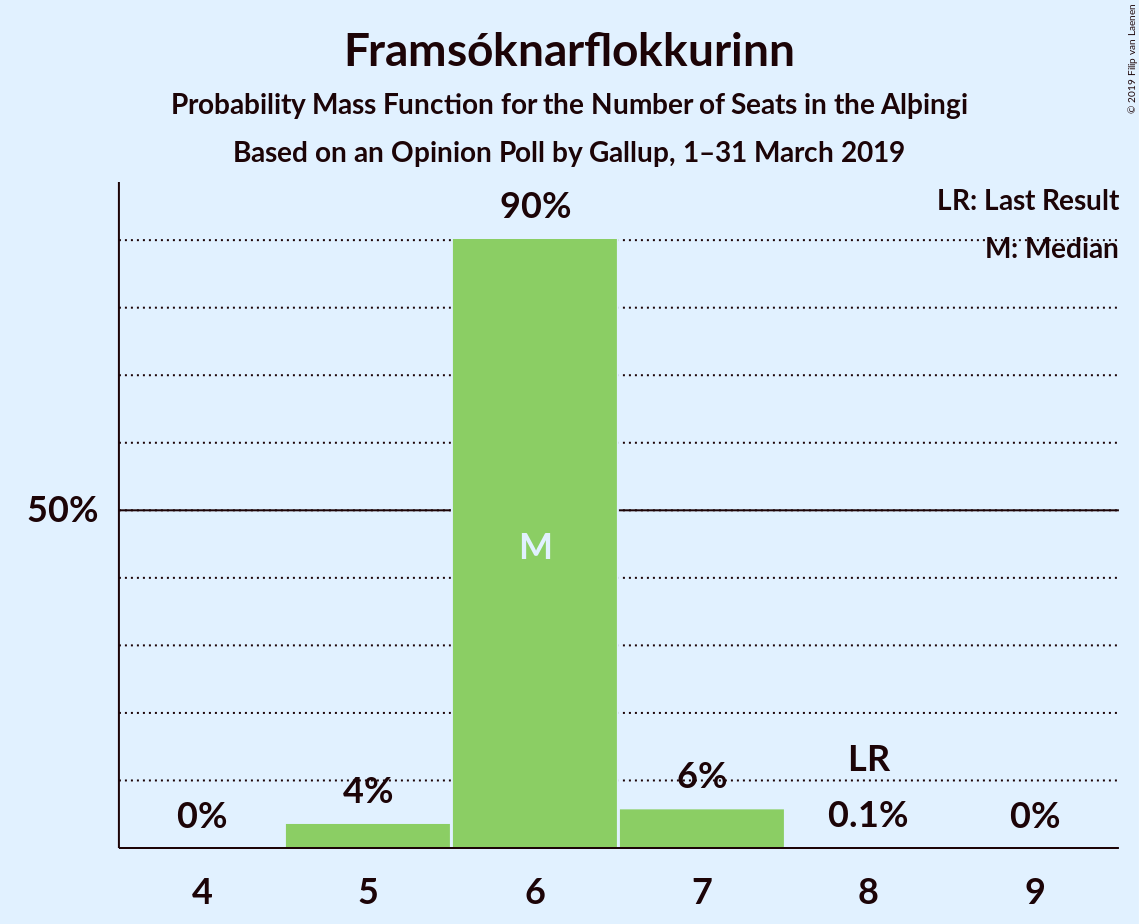 Framsóknarflokkurinn
Probability Mass Function for the Number of Seats in the Alþingi
Based on an Opinion Poll by Gallup, 1–31 March 2019
© 2019 Filip van Laenen
LR: Last Result
M: Median
90%
50%
M
LR
0%
4%
6%
0.1%
0%
4 5 6 7 8 9